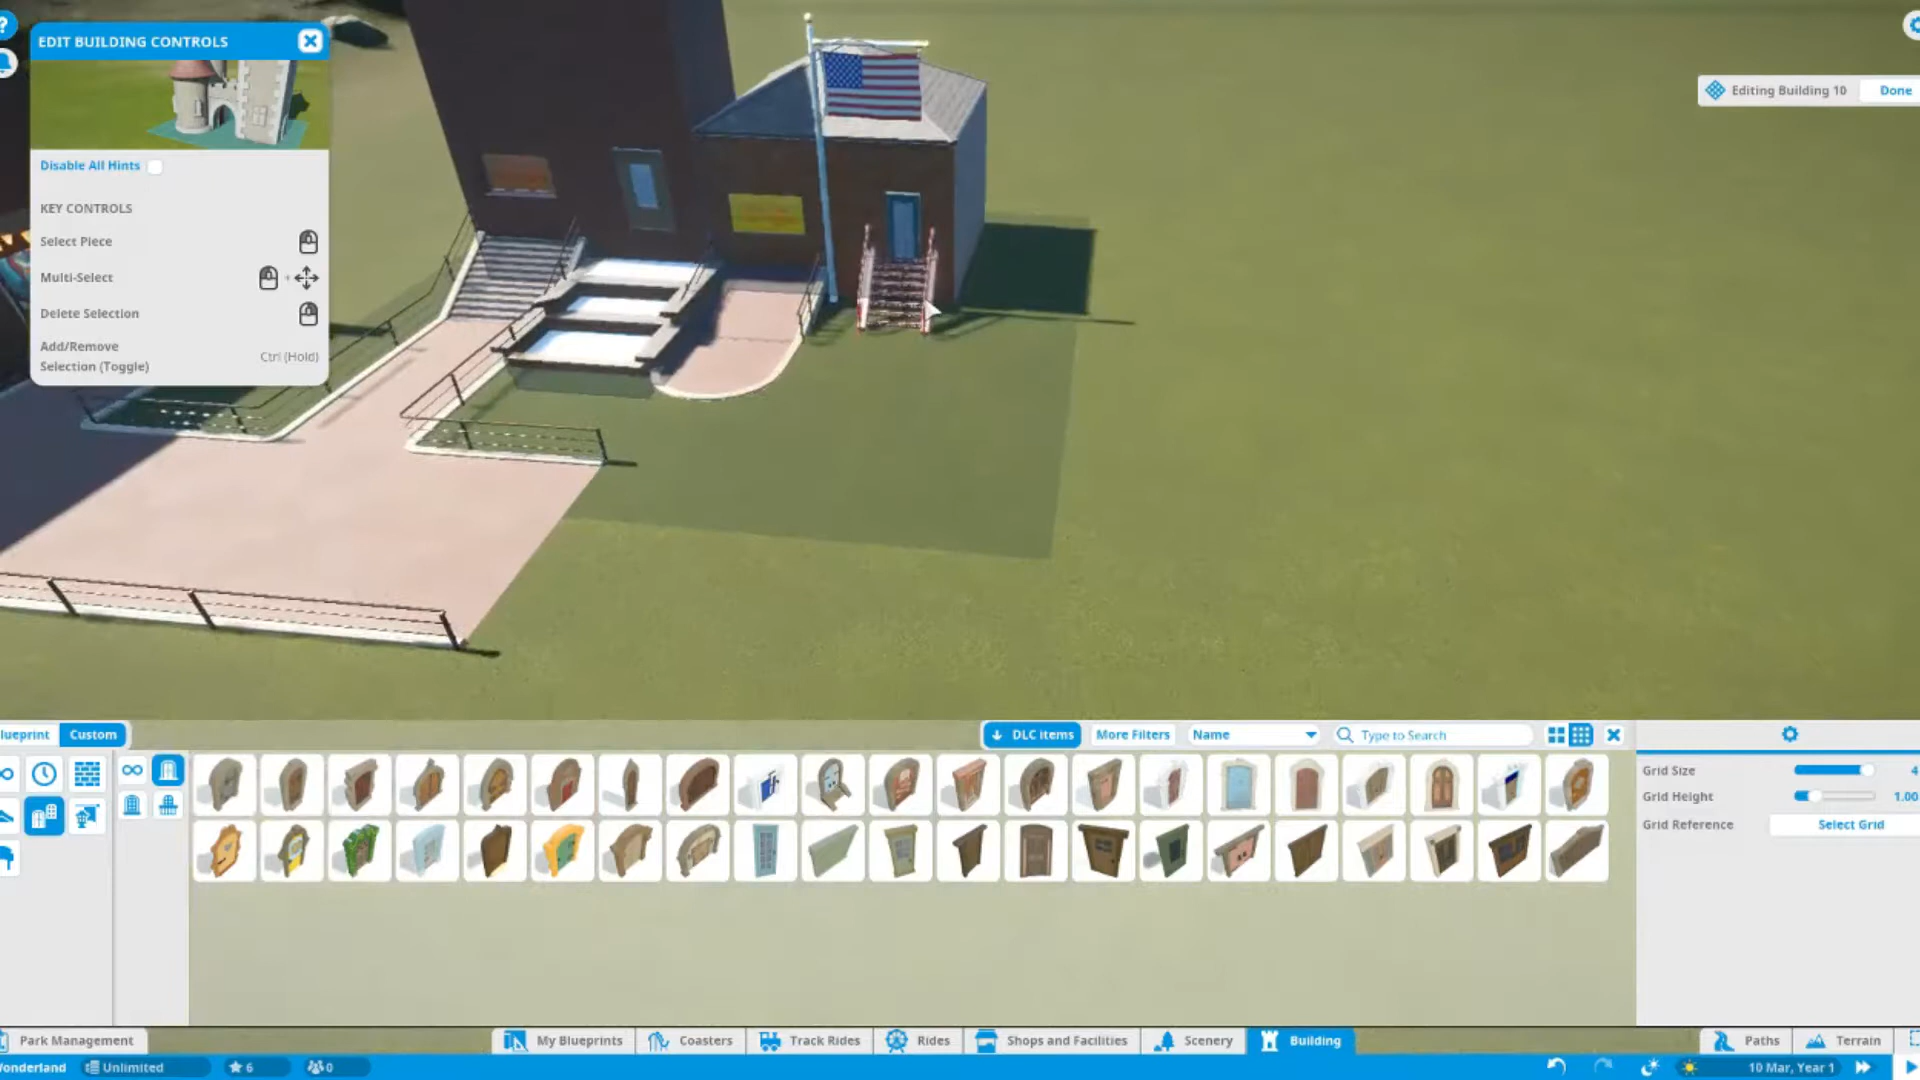 EDIT BUILDING CONTROLS
Disable All Hints
KEY CONTROLS
Select Piece
Multi-Select
+
Delete Selection
Add/Remove
Selection (Toggle)
Ctrl (Hold)
Editing Building 10
Done
lueprint
Custom
DLC items
More Filters
Name
Type to Search
Grid Size
4
Grid Height
1.00
Grid Reference
Select Grid
Park Management
My Blueprints
Coasters
Track Rides
Rides
Shops and Facilities
Scenery
Building
Paths
Terrain
Wonderland
Unlimited
6
0
10 Mar, Year 1